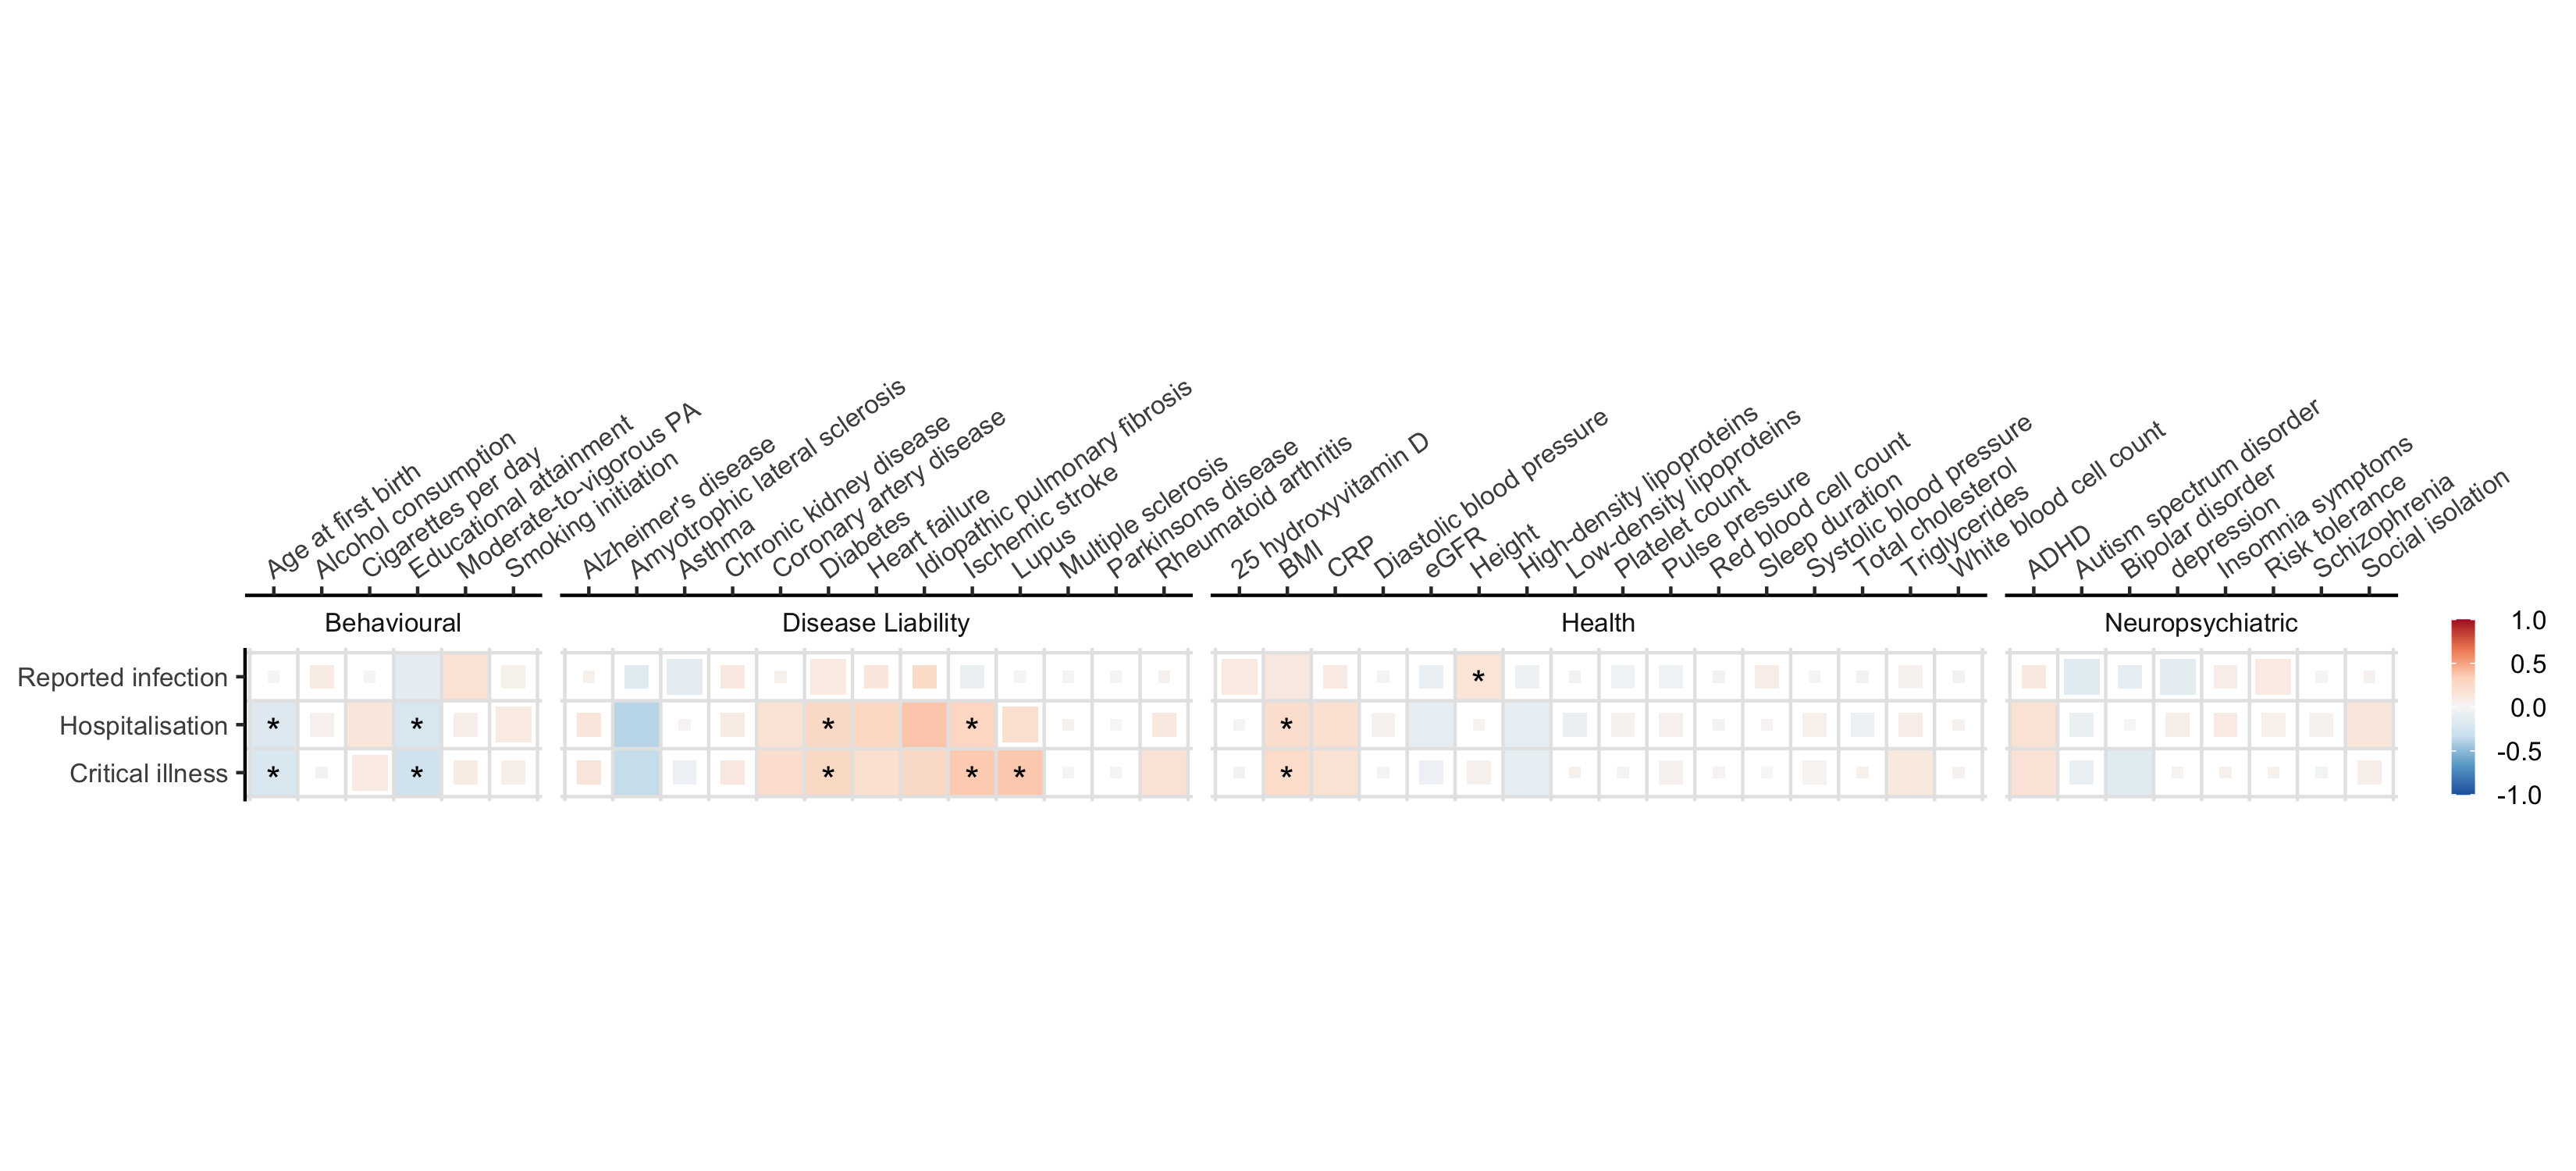 Age at first birth
Alcohol consumption
Cigarettes per day
Educational attainment
Moderate-to-vigorous PA
Smoking initiation
Alzheimer's disease
Amyotrophic lateral sclerosis
Asthma
Chronic kidney disease
Coronary artery disease
Diabetes
Heart failure
Idiopathic pulmonary fibrosis
Ischemic stroke
Lupus
Multiple sclerosis
Parkinsons disease
Rheumatoid arthritis
25 hydroxyvitamin D
BMI
CRP
Diastolic blood pressure
eGFR
Height
High-density lipoproteins
Low-density lipoproteins
Platelet count
Pulse pressure
Red blood cell count
Sleep duration
Systolic blood pressure
Total cholesterol
Triglycerides
White blood cell count
ADHD
Autism spectrum disorder
Bipolar disorder
depression
Insomnia symptoms
Risk tolerance
Schizophrenia
Social isolation
Behavioural
Disease Liability
Health
Neuropsychiatric
Reported infection *
Hospitalisation * * * * *
Critical illness * * * * * *
1.0
0.5
0.0
-0.5
-1.0